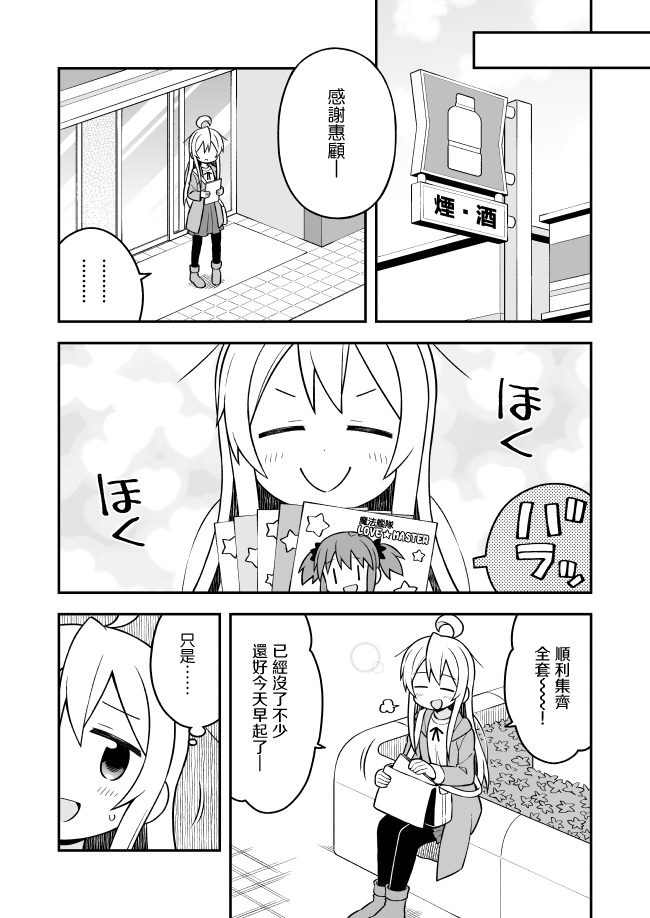 煙・酒
感謝惠顧—
………
………
ほく
バラッ
魔法艦隊
LOVE★MASTER
ほく
順利集齊
全套～～！
已經沒了不少
還好今天早起了—
只是……